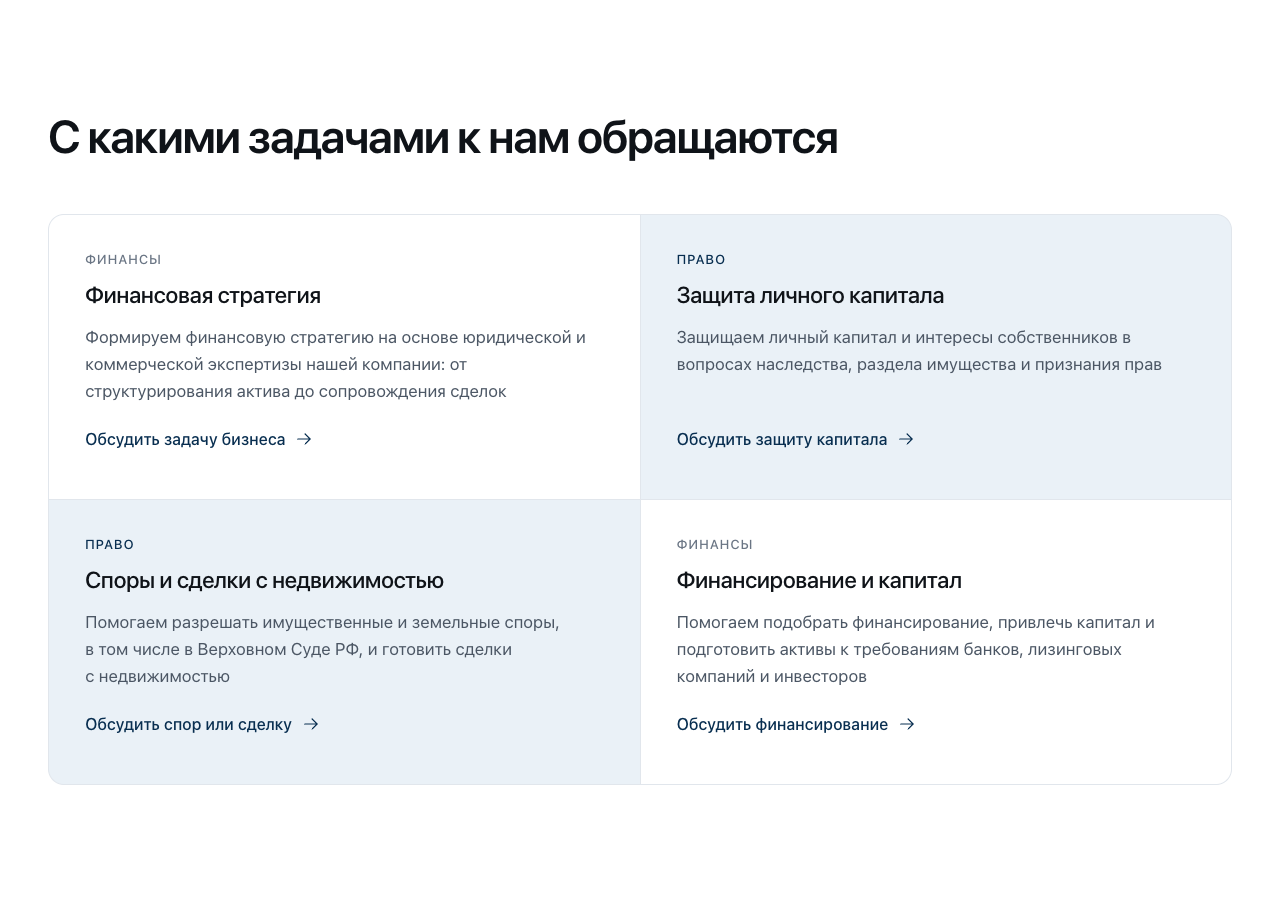 С какими задачами к нам обращаются
ФИНАНСЫ
Финансовая стратегия
Формируем финансовую стратегию на основе юридической и
коммерческой экспертизы нашей компании: от
структурирования актива до сопровождения сделок
Обсудить задачу бизнеса
ПРАВО
Защита личного капитала
Защищаем личный капитал и интересы собственников в
вопросах наследства, раздела имущества и признания прав
Обсудить защиту капитала
ПРАВО
Споры и сделки с недвижимостью
Помогаем разрешать имущественные и земельные споры,
в том числе в Верховном Суде РФ, и готовить сделки
с недвижимостью
Обсудить спор или сделку
ФИНАНСЫ
Финансирование и капитал
Помогаем подобрать финансирование, привлечь капитал и
подготовить активы к требованиям банков, лизинговых
компаний и инвесторов
Обсудить финансирование